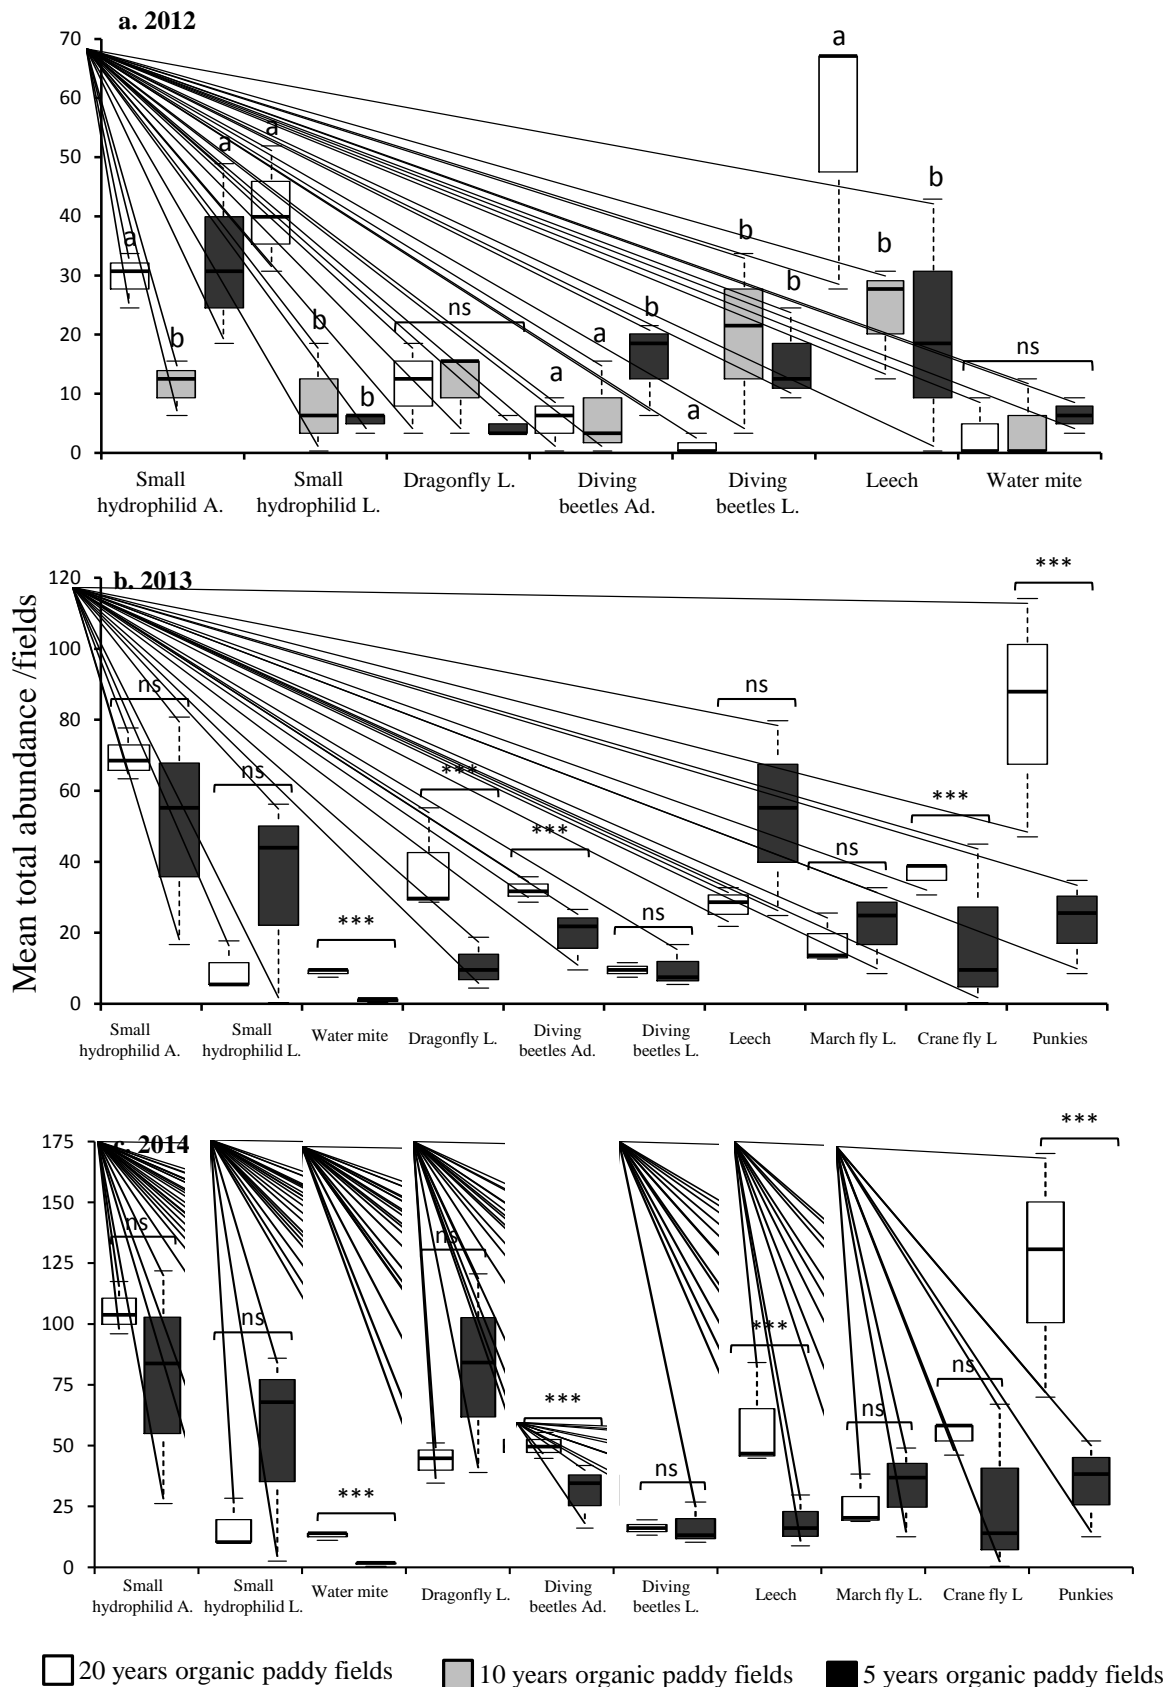 a. 2012
70
60
50
40
30
20
10
0
a
b
a
a
b
b
ns
a
a
b
a
b
b
a
b
b
ns
Small hydrophilid A.
Small hydrophilid L.
Dragonfly L.
Diving beetles Ad.
Diving beetles L.
Leech
Water mite
Mean total abundance /fields
b. 2013
120
100
80
60
40
20
0
ns
ns
***
***
***
ns
ns
ns
***
***
Small hydrophilid A.
Small hydrophilid L.
Water mite
Dragonfly L.
Diving beetles Ad.
Diving beetles L.
Leech
March fly L.
Crane fly L
Punkies
c. 2014
175
150
125
100
75
50
25
0
ns
ns
***
ns
***
ns
***
ns
ns
***
Small hydrophilid A.
Small hydrophilid L.
Water mite
Dragonfly L.
Diving beetles Ad.
Diving beetles L.
Leech
March fly L.
Crane fly L
Punkies
20 years organic paddy fields
10 years organic paddy fields
5 years organic paddy fields